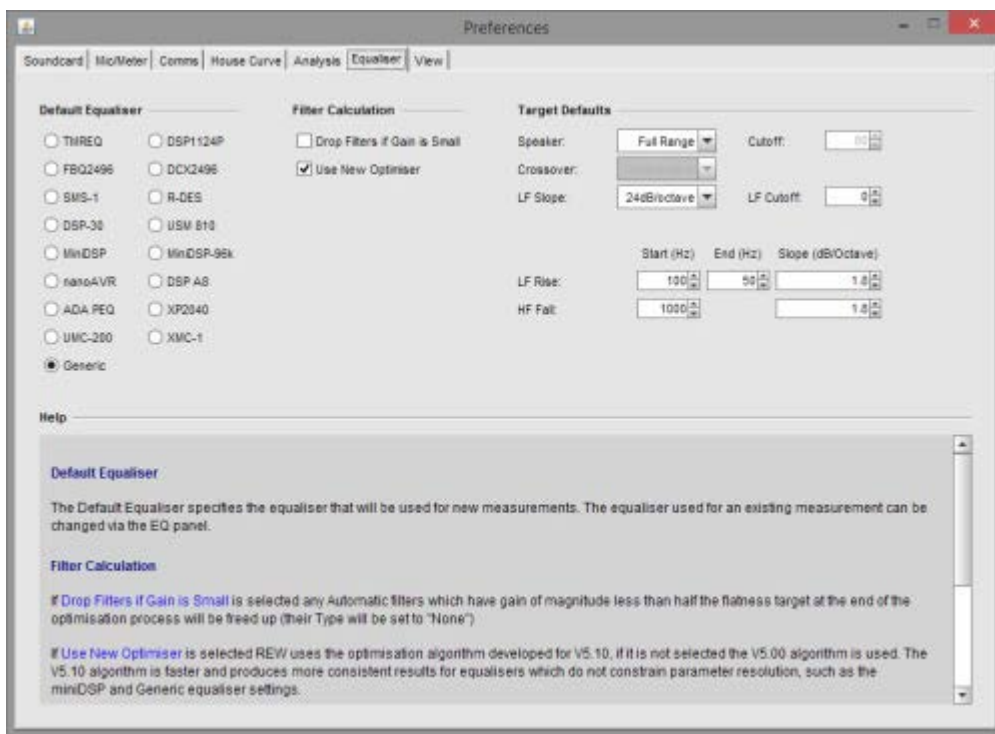 Preferences
Soundcard Mic/Meter Comms House Curve Analysis Equaliser View
Default Equaliser
TMREQ DSP1124P
FBQ2496 DCX2496
SMS-1 R-DES
DSP-30 USM 810
MiniDSP MiniDSP-96k
nanoAVR DSP A8
ADA PEQ XP2040
UMC-200 XMC-1
Generic
Filter Calculation
Drop Filters if Gain is Small
Use New Optimiser
Target Defaults
Speaker: Full Range Cutoff:
Crossover:
LF Slope: 24dB/octave LF Cutoff: 0
Start (Hz) End (Hz) Slope (dB/Octave)
LF Rise: 100 50 1.8
HF Fall: 1000 1.8
Help
Default Equaliser
The Default Equaliser specifies the equaliser that will be used for new measurements. The equaliser used for an existing measurement can be
changed via the EQ panel.
Filter Calculation
If Drop Filters if Gain is Small is selected any Automatic filters which have gain of magnitude less than half the flatness target at the end of the
optimisation process will be freed up (their Type will be set to "None")
If Use New Optimiser is selected REW uses the optimisation algorithm developed for V5.10, if it is not selected the V5.00 algorithm is used. The
V5.10 algorithm is faster and produces more consistent results for equalisers which do not constrain parameter resolution, such as the
miniDSP and Generic equaliser settings.